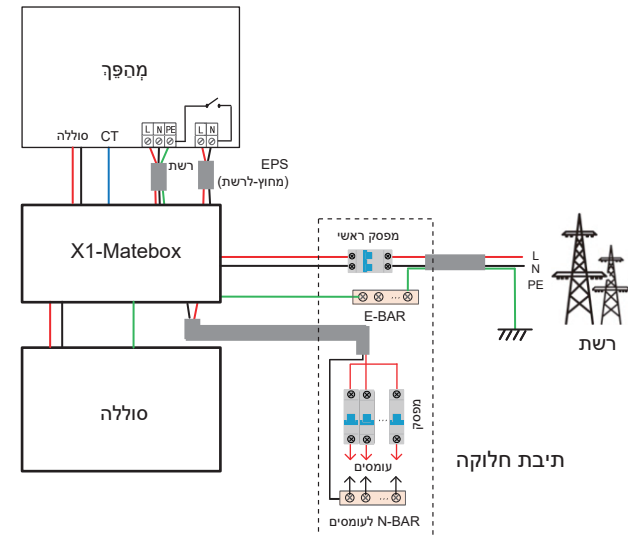 מְהַפֵּךְ
L N PE
L N
סוללה
CT
רשת
EPS
(מחוץ-לרשת)
X1-Matebox
מפסק ראשי
L
N
PE
E-BAR
רשת
סוללה
מפסק
עומסים
תיבת חלוקה
N-BAR לעומסים